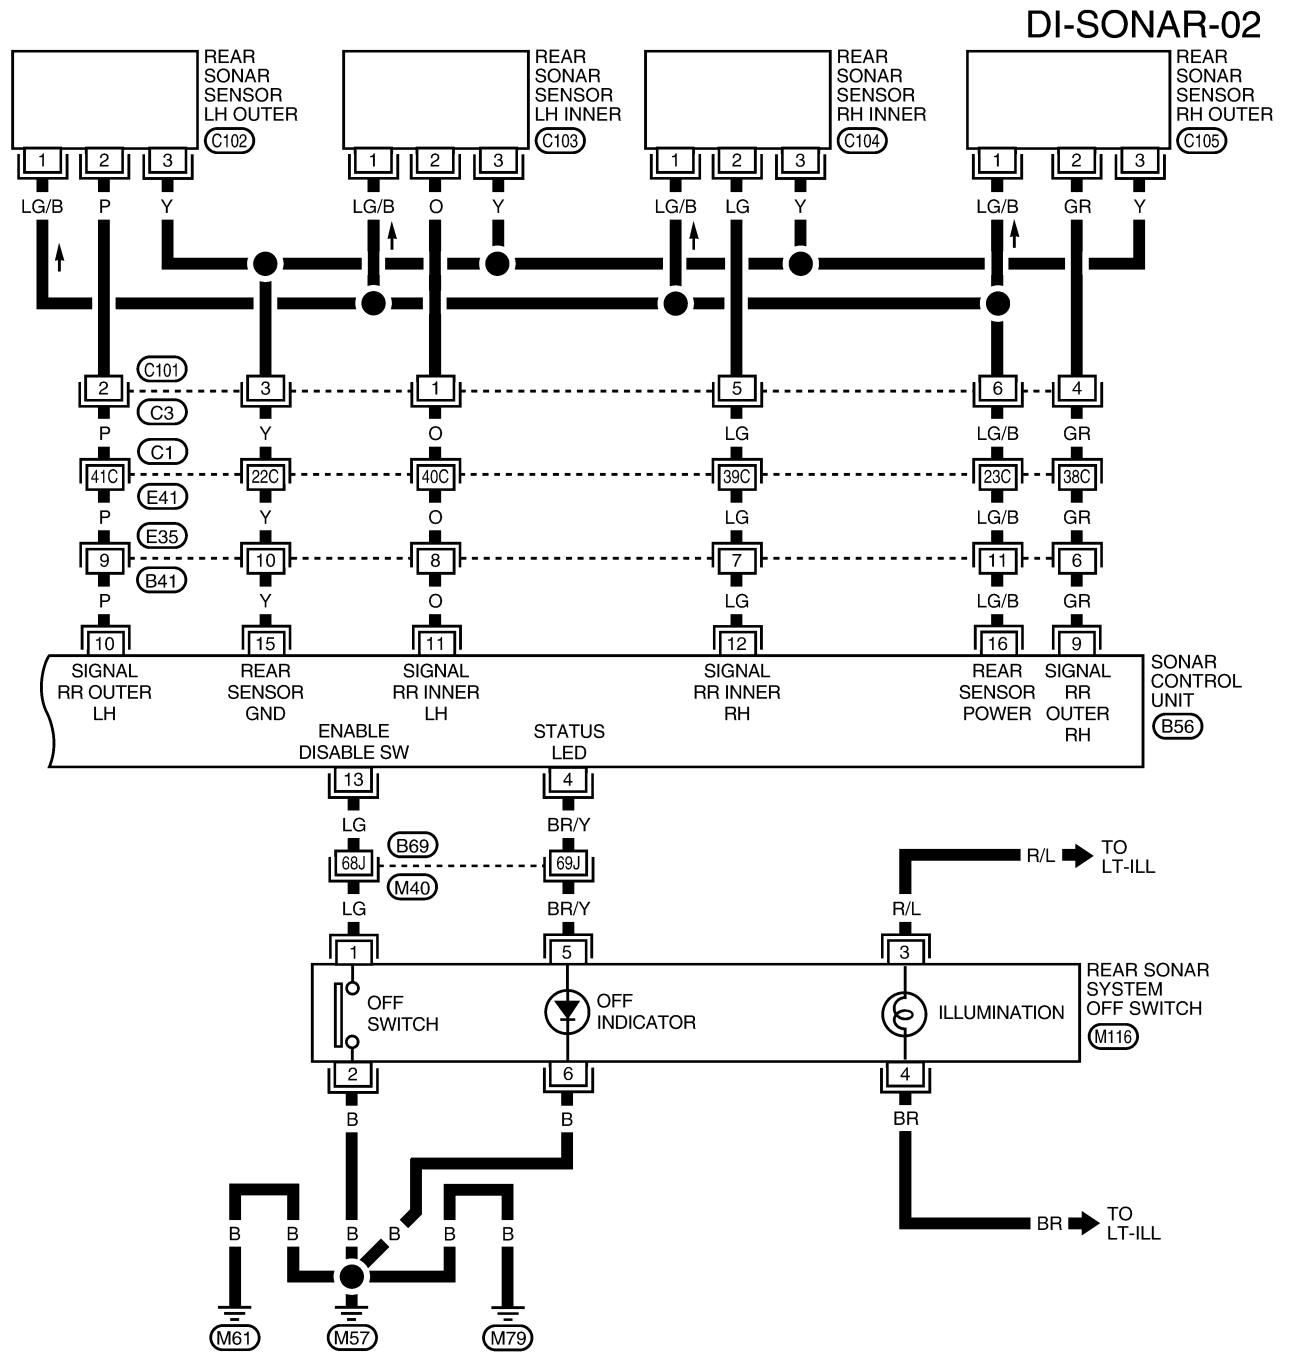 DI-SONAR-02
REAR
SONAR
SENSOR
LH OUTER
C102
REAR
SONAR
SENSOR
LH INNER
C103
REAR
SONAR
SENSOR
RH INNER
C104
REAR
SONAR
SENSOR
RH OUTER
C105
1 2 3 1 2 3 1 2 3 1 2 3
LG/B P Y LG/B O Y LG/B LG Y LG/B GR Y
C101
2 3 1 5 6 4
C3
P Y O LG LG/B GR
C1
41C 22C 40C 39C 23C 38C
E41
P Y O LG LG/B GR
E35
9 10 8 7 11 6
B41
P Y O LG LG/B GR
10 15 11 12 16 9
SIGNAL
RR OUTER
LH
REAR
SENSOR
GND
SIGNAL
RR INNER
LH
SIGNAL
RR INNER
RH
REAR
SENSOR
POWER
SIGNAL
RR
OUTER
RH
SONAR
CONTROL
UNIT
B56
ENABLE
DISABLE SW
STATUS
LED
13 4
LG BR/Y
B69
68J 69J
M40
LG BR/Y
R/L
TO
LT-ILL
R/L
1 5 3
OFF
SWITCH
OFF
INDICATOR
ILLUMINATION
REAR SONAR
SYSTEM
OFF SWITCH
M116
2 6 4
B B BR
B B B B B B
BR
TO
LT-ILL
M61 M57 M79